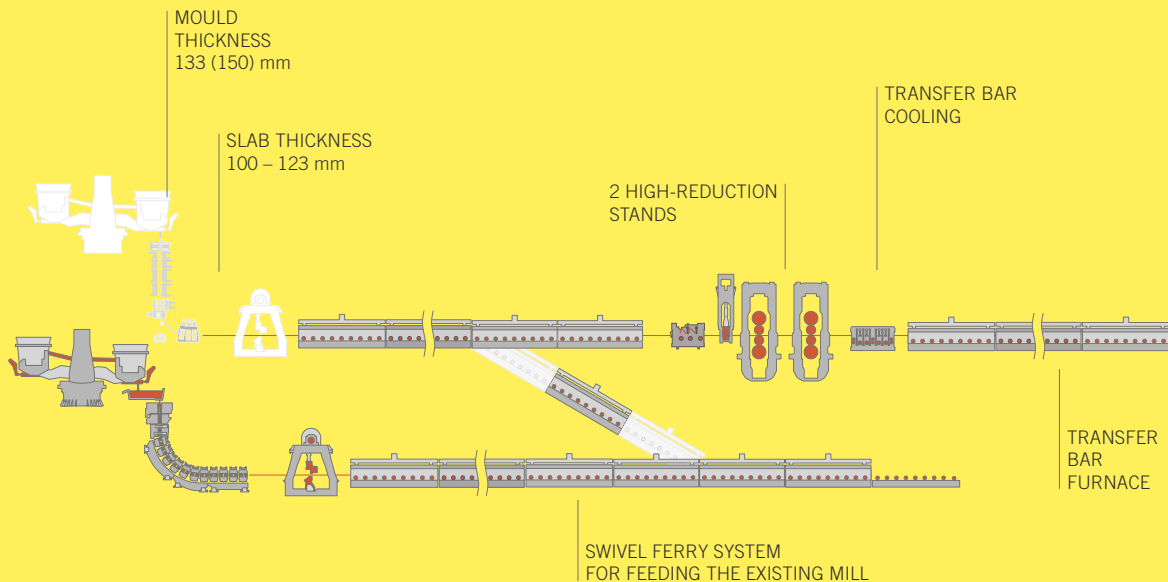 MOULD
THICKNESS
133 (150) mm
SLAB THICKNESS
100 – 123 mm
2 HIGH-REDUCTION
STANDS
TRANSFER BAR
COOLING
TRANSFER
BAR
FURNACE
SWIVEL FERRY SYSTEM
FOR FEEDING THE EXISTING MILL